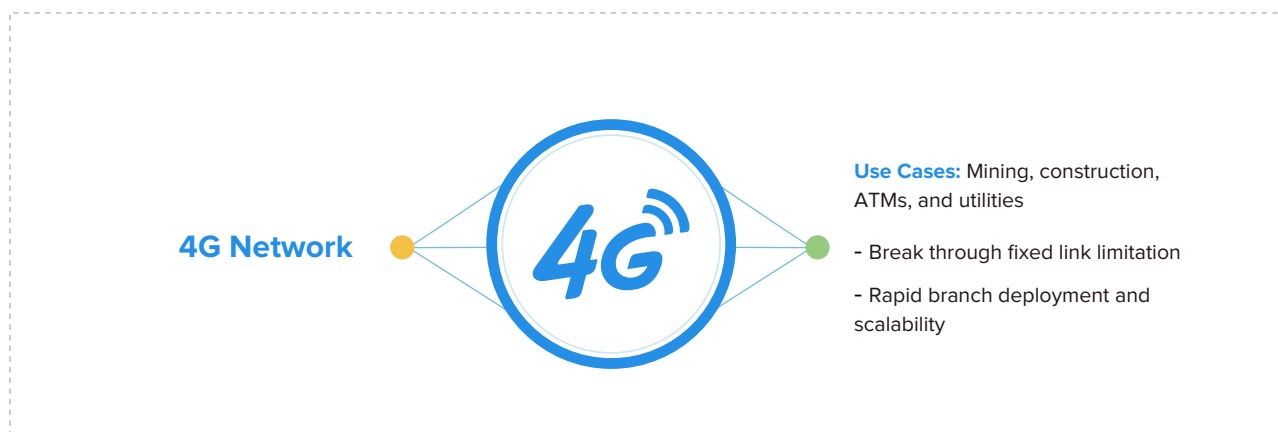 4G Network
4G
Use Cases: Mining, construction,
ATMs, and utilities
- Break through fixed link limitation
- Rapid branch deployment and
scalability